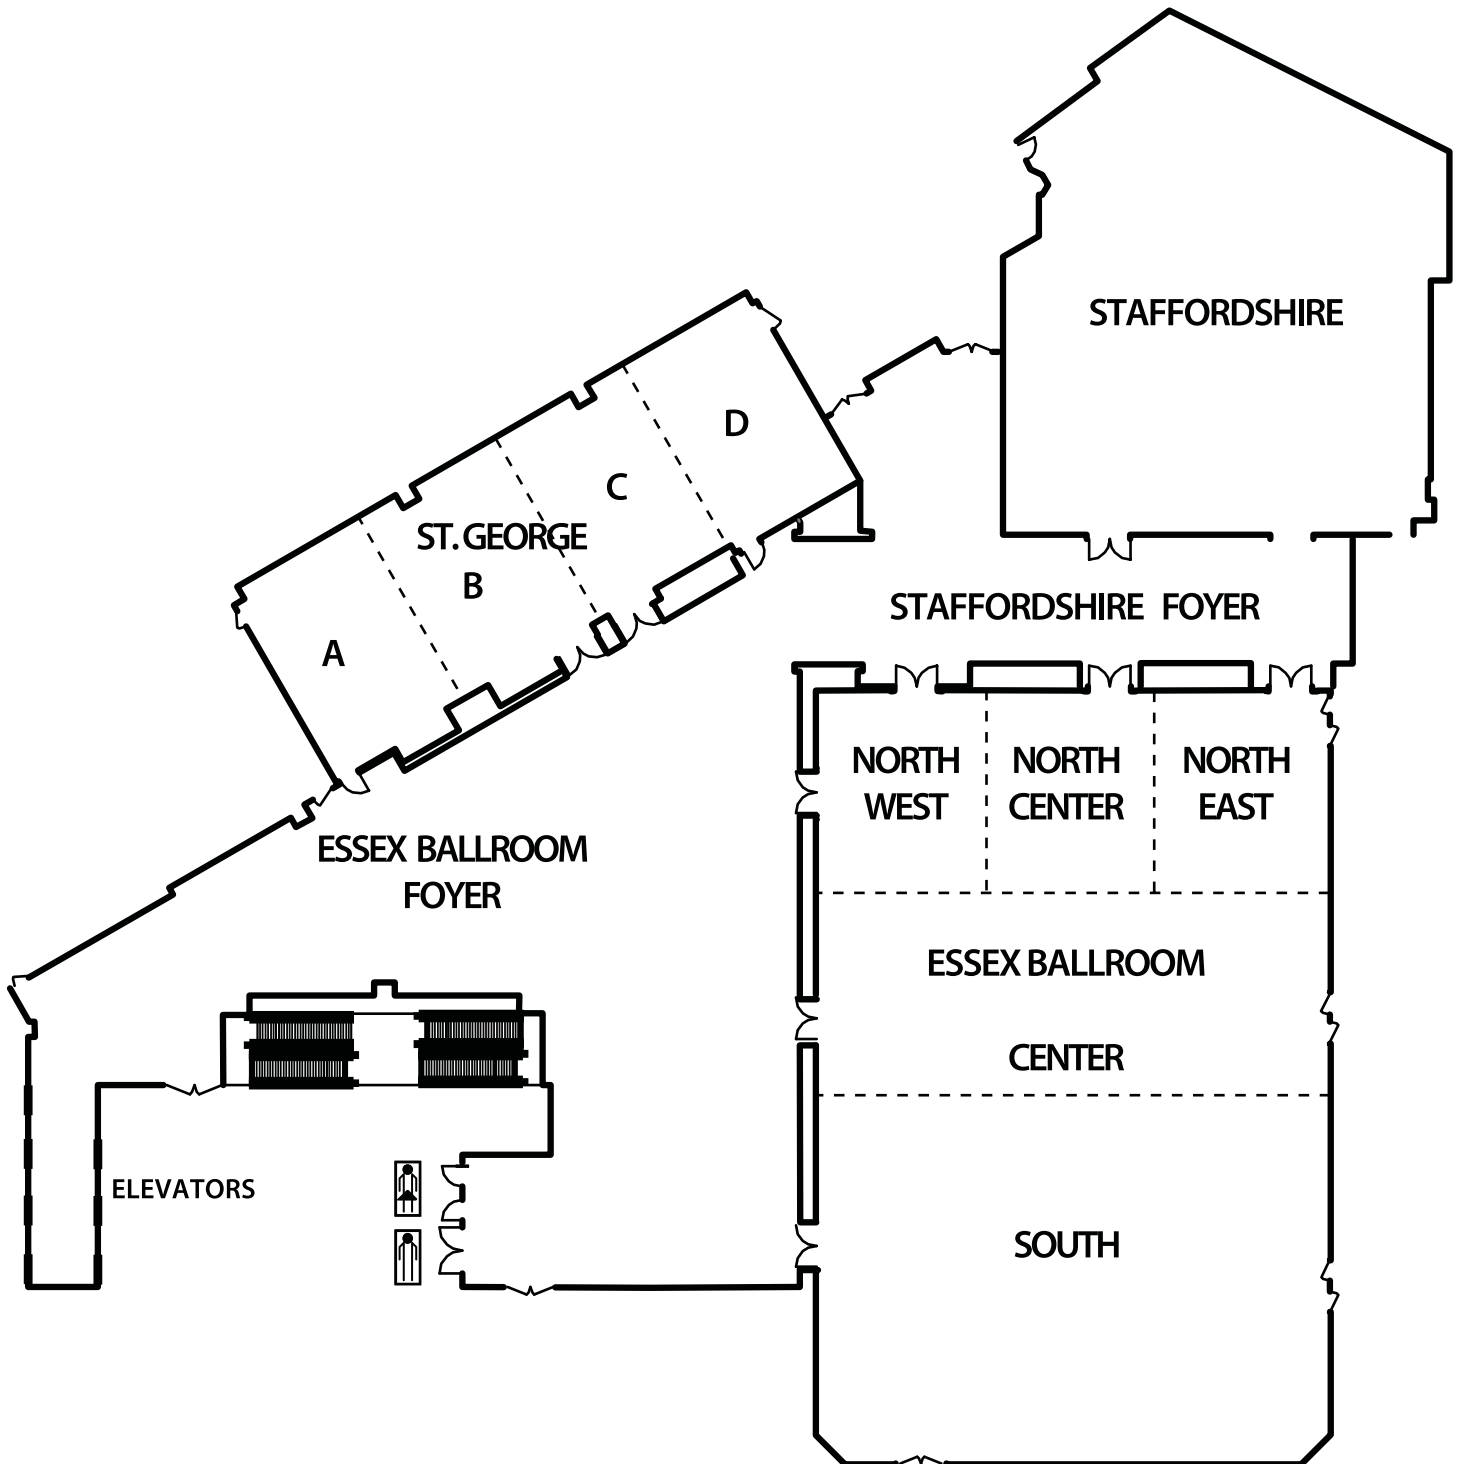 STAFFORDSHIRE
D
C
ST. GEORGE
B
A
STAFFORDSHIRE FOYER
NORTH
WEST
NORTH
CENTER
NORTH
EAST
ESSEX BALLROOM
FOYER
ESSEX BALLROOM
CENTER
ELEVATORS
SOUTH